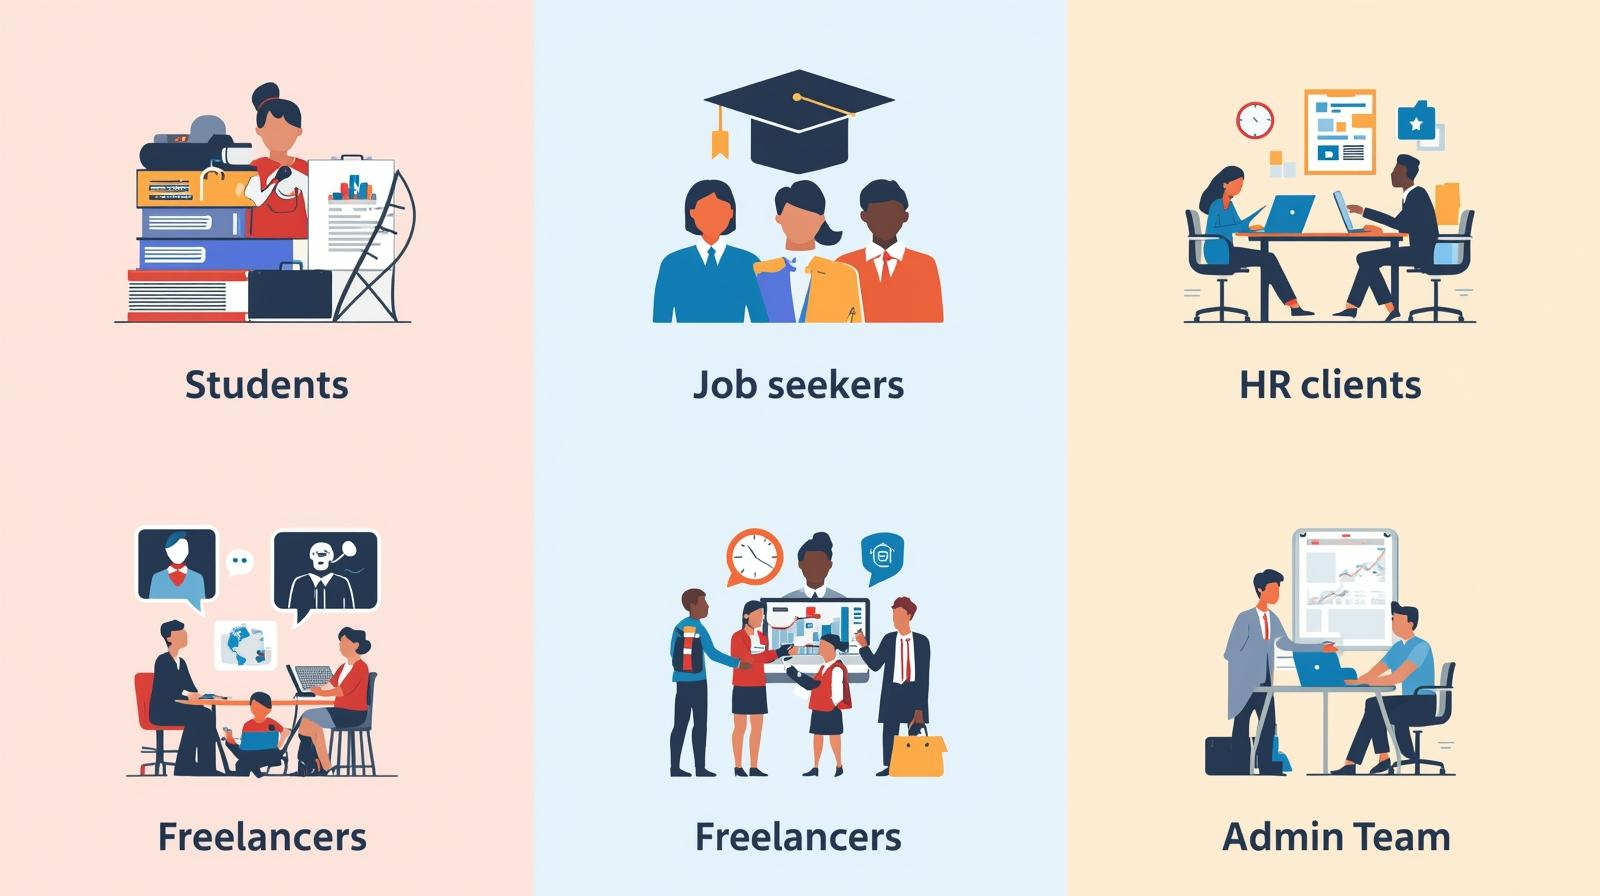 Students
Job seekers
HR clients
Freelancers
Freelancers
Admin Team